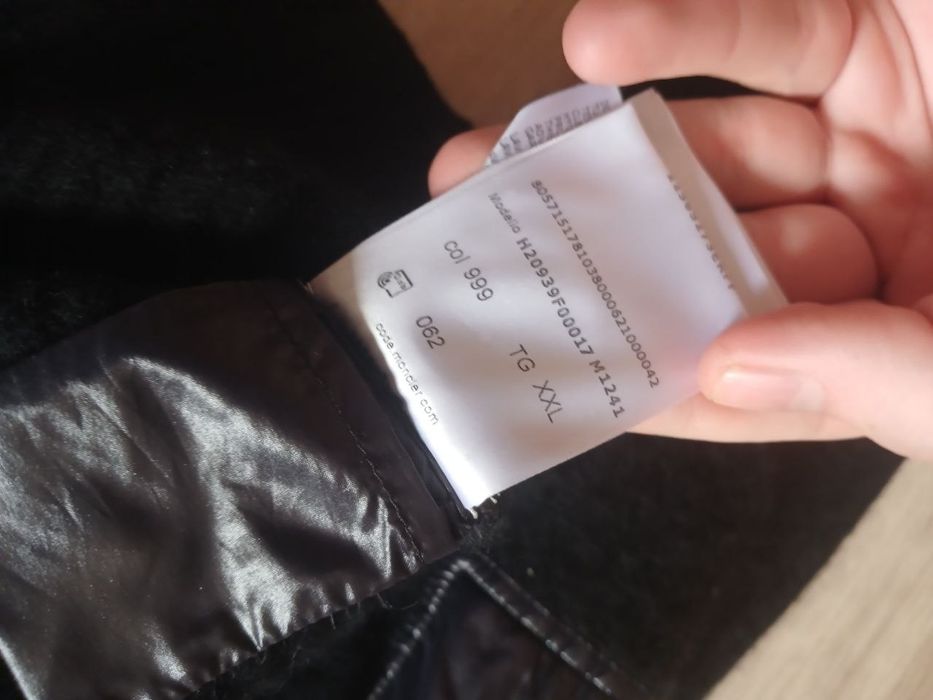 8057151781038000621000042
Modello H20939F00017 M1241
col 999 TG XXL
062
code.moncler.com